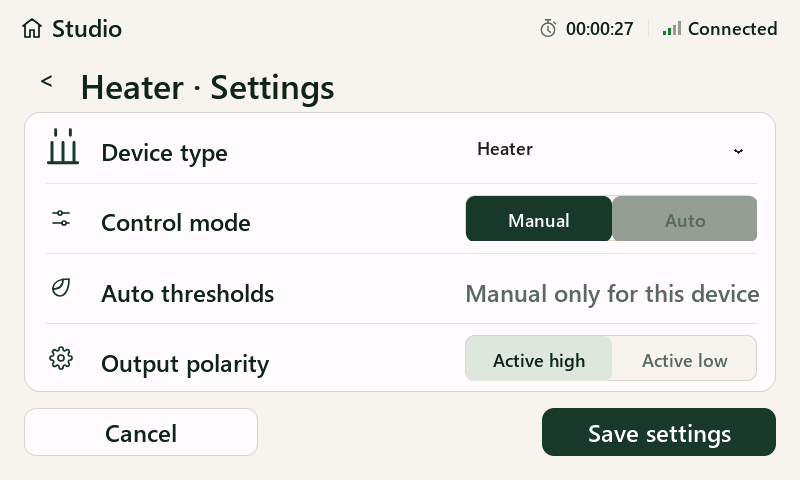 Studio 00:00:27 Connected
< Heater · Settings
Device type Heater
Control mode Manual Auto
Auto thresholds Manual only for this device
Output polarity Active high Active low
Cancel Save settings